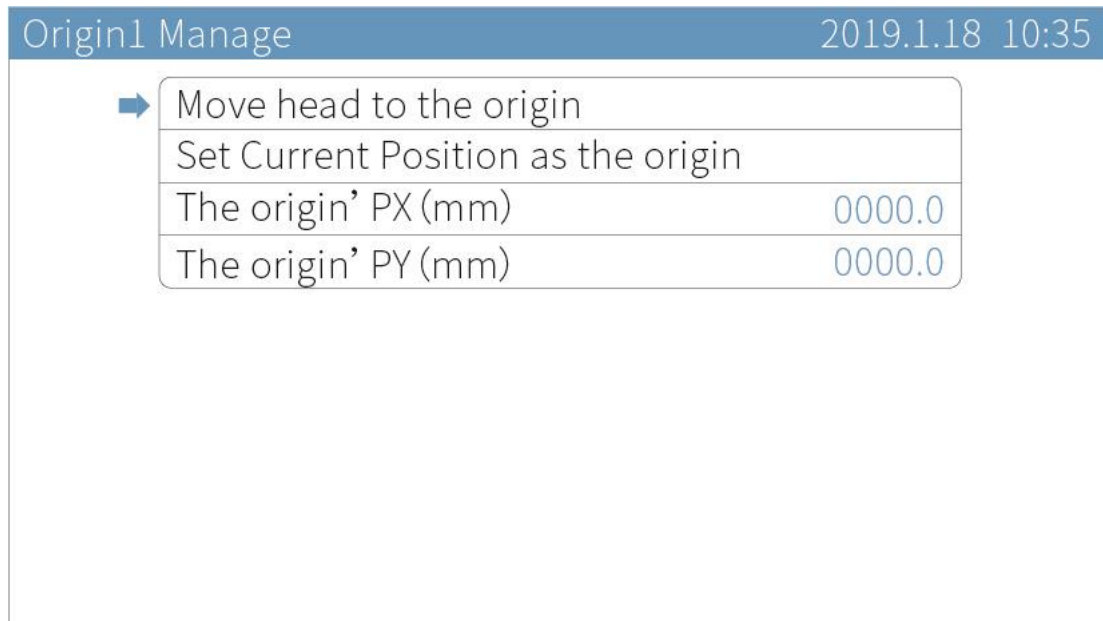 Origin1 Manage 2019.1.18 10:35
Move head to the origin
Set Current Position as the origin
The origin’ PX(mm) 0000.0
The origin’ PY(mm) 0000.0